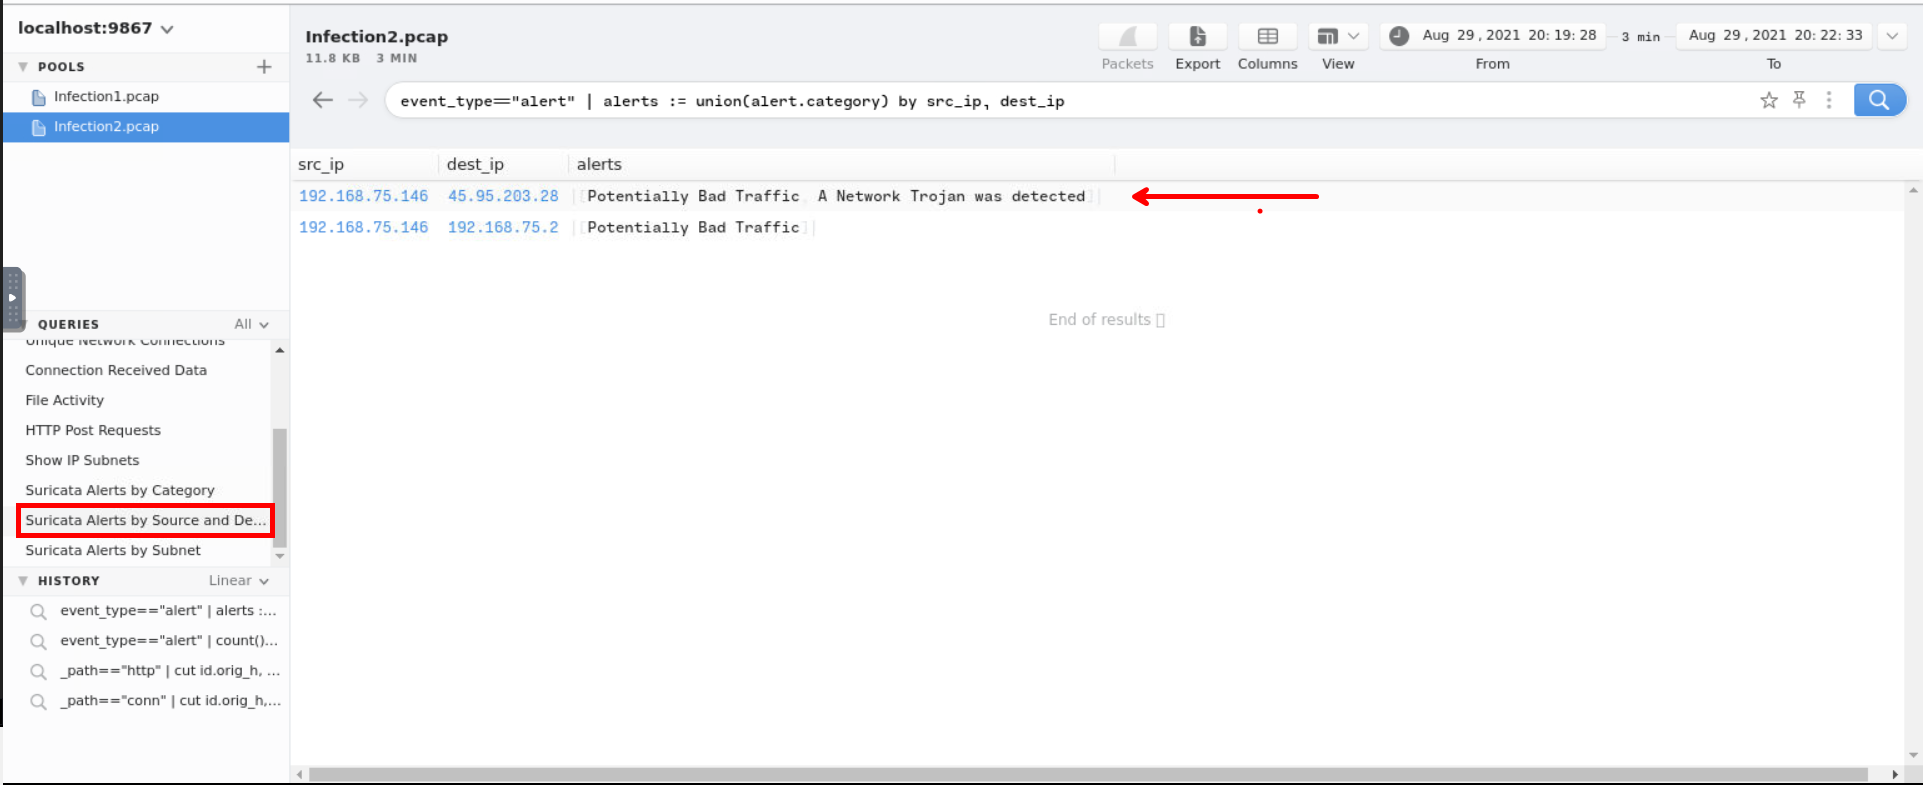 localhost:9867
POOLS
Infection1.pcap
Infection2.pcap
QUERIES All
Unique Network Connections
Connection Received Data
File Activity
HTTP Post Requests
Show IP Subnets
Suricata Alerts by Category
Suricata Alerts by Source and De...
Suricata Alerts by Subnet
HISTORY Linear
event_type=="alert" | alerts :...
event_type=="alert" | count()...
_path=="http" | cut id.orig_h, ...
_path=="conn" | cut id.orig_h,...
Infection2.pcap
11.8 KB 3 MIN
Packets Export Columns View
Aug 29, 2021 20:19:28 3 min Aug 29, 2021 20:22:33
From To
event_type=="alert" | alerts := union(alert.category) by src_ip, dest_ip
src_ip dest_ip alerts
192.168.75.146 45.95.203.28 |[Potentially Bad Traffic, A Network Trojan was detected]|
192.168.75.146 192.168.75.2 |[Potentially Bad Traffic]|
End of results